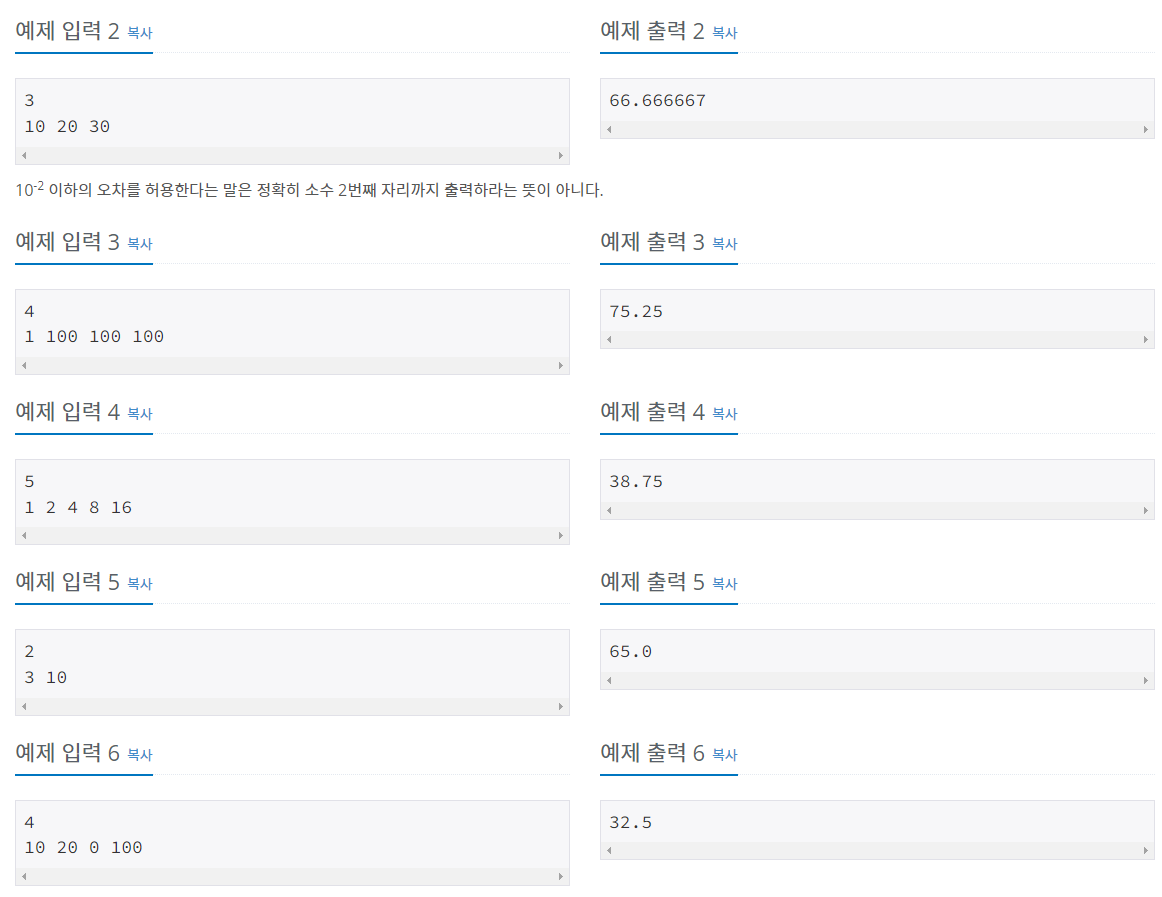 예제 입력 2 복사
예제 출력 2 복사
3
10 20 30
66.666667
10-2 이하의 오차를 허용한다는 말은 정확히 소수 2번째 자리까지 출력하라는 뜻이 아니다.
예제 입력 3 복사
예제 출력 3 복사
4
1 100 100 100
75.25
예제 입력 4 복사
예제 출력 4 복사
5
1 2 4 8 16
38.75
예제 입력 5 복사
예제 출력 5 복사
2
3 10
65.0
예제 입력 6 복사
예제 출력 6 복사
4
10 20 0 100
32.5